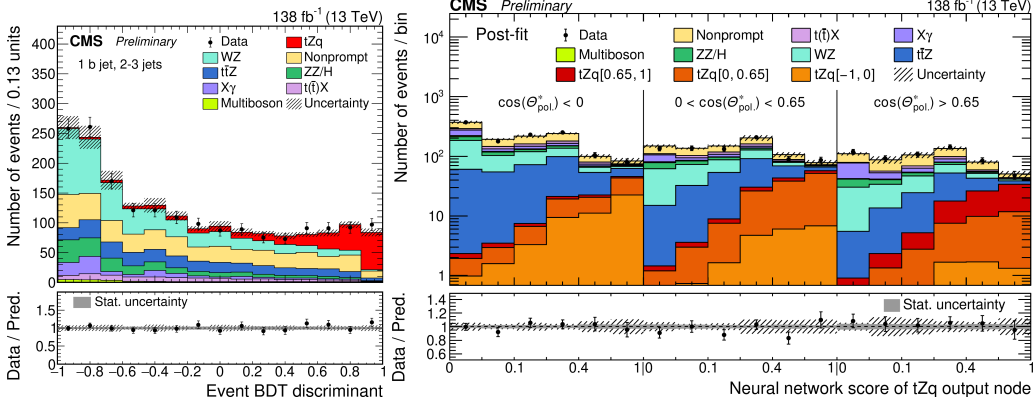 138 fb⁻¹ (13 TeV)
CMS Preliminary
1 b jet, 2-3 jets
Data
tZq
WZ
Nonprompt
tt̄Z
ZZ/H
Xγ
t(t̄)X
Multiboson
Uncertainty
Number of events / 0.13 units
400
350
300
250
200
150
100
50
0
Stat. uncertainty
Data / Pred.
1.5
1
0.5
0
−1 −0.8 −0.6 −0.4 −0.2 0 0.2 0.4 0.6 0.8 1
Event BDT discriminant
CMS Preliminary
138 fb⁻¹ (13 TeV)
Post-fit
Data
Nonprompt
t(t̄)X
Xγ
Multiboson
ZZ/H
WZ
tt̄Z
tZq[0.65, 1]
tZq[0, 0.65]
tZq[−1, 0]
Uncertainty
cos(Θ*pol.) < 0
0 < cos(Θ*pol.) < 0.65
cos(Θ*pol.) > 0.65
Number of events / bin
10⁴
10³
10²
10
1
Stat. uncertainty
Data / Pred.
1.4
1.2
1
0.8
0.6
0 0.1 0.4 1|0 0.1 0.4 1|0 0.1 0.4 1
Neural network score of tZq output node